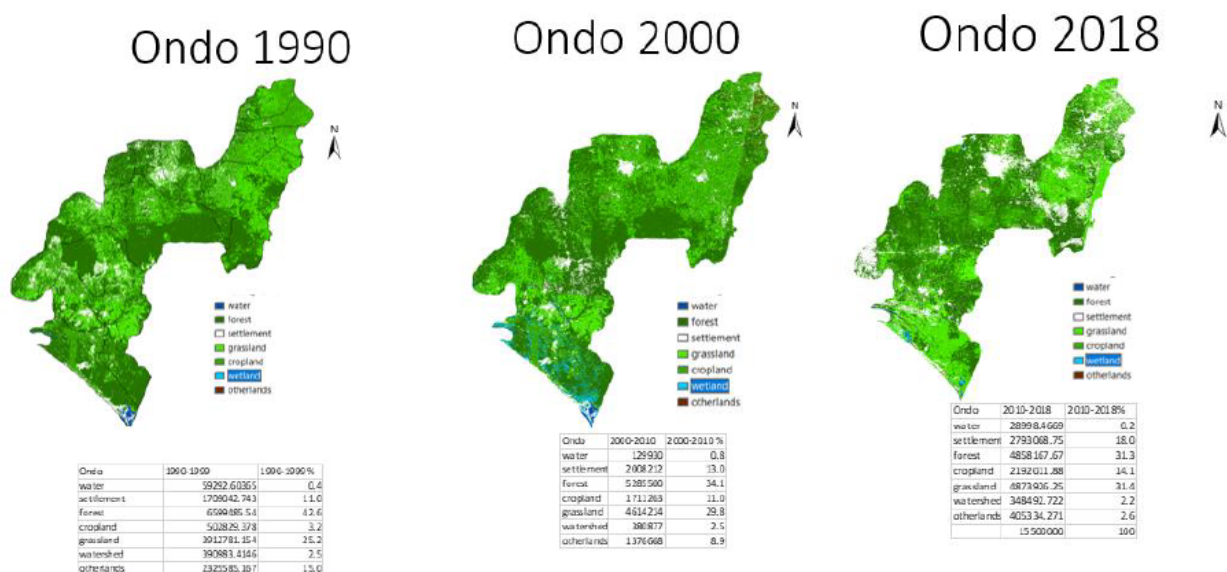 Ondo 1990
Ondo 2000
Ondo 2018
N
N
N
water
forest
settlement
grassland
cropland
wetland
otherlands
water
forest
settlement
grassland
cropland
wetland
otherlands
water
forest
settlement
grassland
cropland
wetland
otherlands
Ondo 1990-1999 1990-1999%
water 59292.60365 0.4
settlement 1709042.743 11.0
forest 6599485.54 42.6
cropland 502829.378 3.2
grassland 3912781.154 25.2
watershed 390983.4146 2.5
otherlands 2325585.167 15.0
Ondo 2000-2010 2000-2010 %
water 129930 0.8
settlement 2008212 13.0
forest 5285500 34.1
cropland 1711263 11.0
grassland 4614214 29.8
watershed 380877 2.5
otherlands 1376668 8.9
Ondo 2010-2018 2010-2018%
water 28998.4669 0.2
settlement 2793068.75 18.0
forest 4858167.67 31.3
cropland 2192011.88 14.1
grassland 4873926.25 31.4
watershed 348492.722 2.2
otherlands 405334.271 2.6
15500000 100